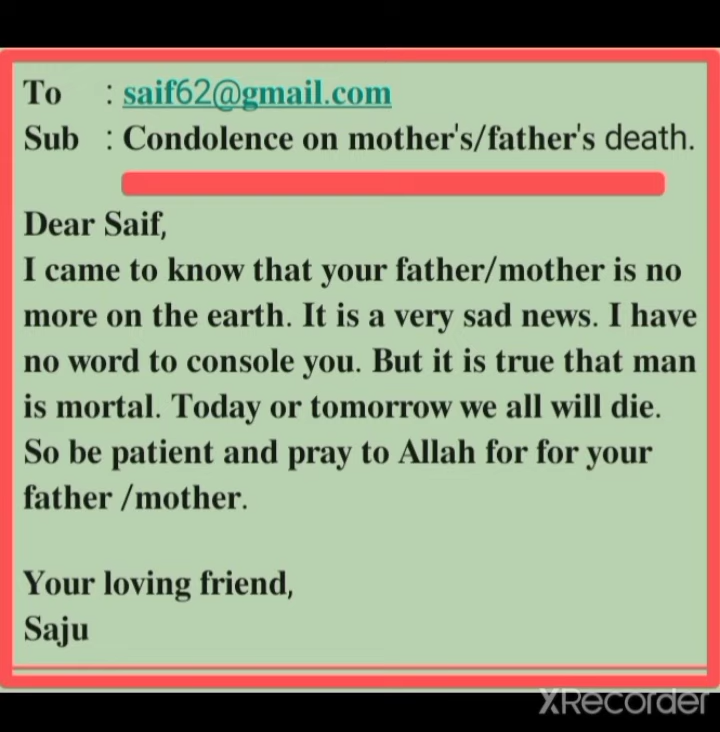 To : saif62@gmail.com
Sub : Condolence on mother's/father's death.
Dear Saif,
I came to know that your father/mother is no
more on the earth. It is a very sad news. I have
no word to console you. But it is true that man
is mortal. Today or tomorrow we all will die.
So be patient and pray to Allah for for your
father /mother.
Your loving friend,
Saju
XRecorder